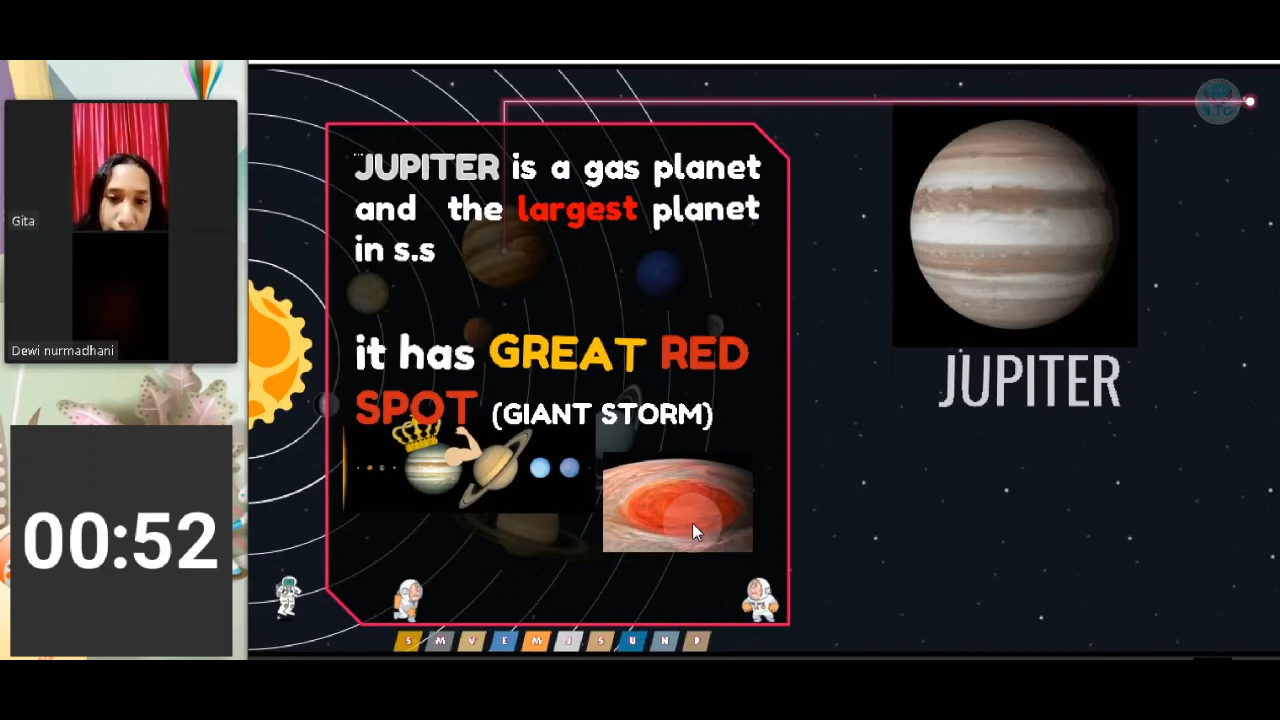 Gita
Dewi nurmadhani
00:52
JUPITER is a gas planet
and the largest planet
in s.s
it has GREAT RED
SPOT (GIANT STORM)
JUPITER
S M V E M J S U N P